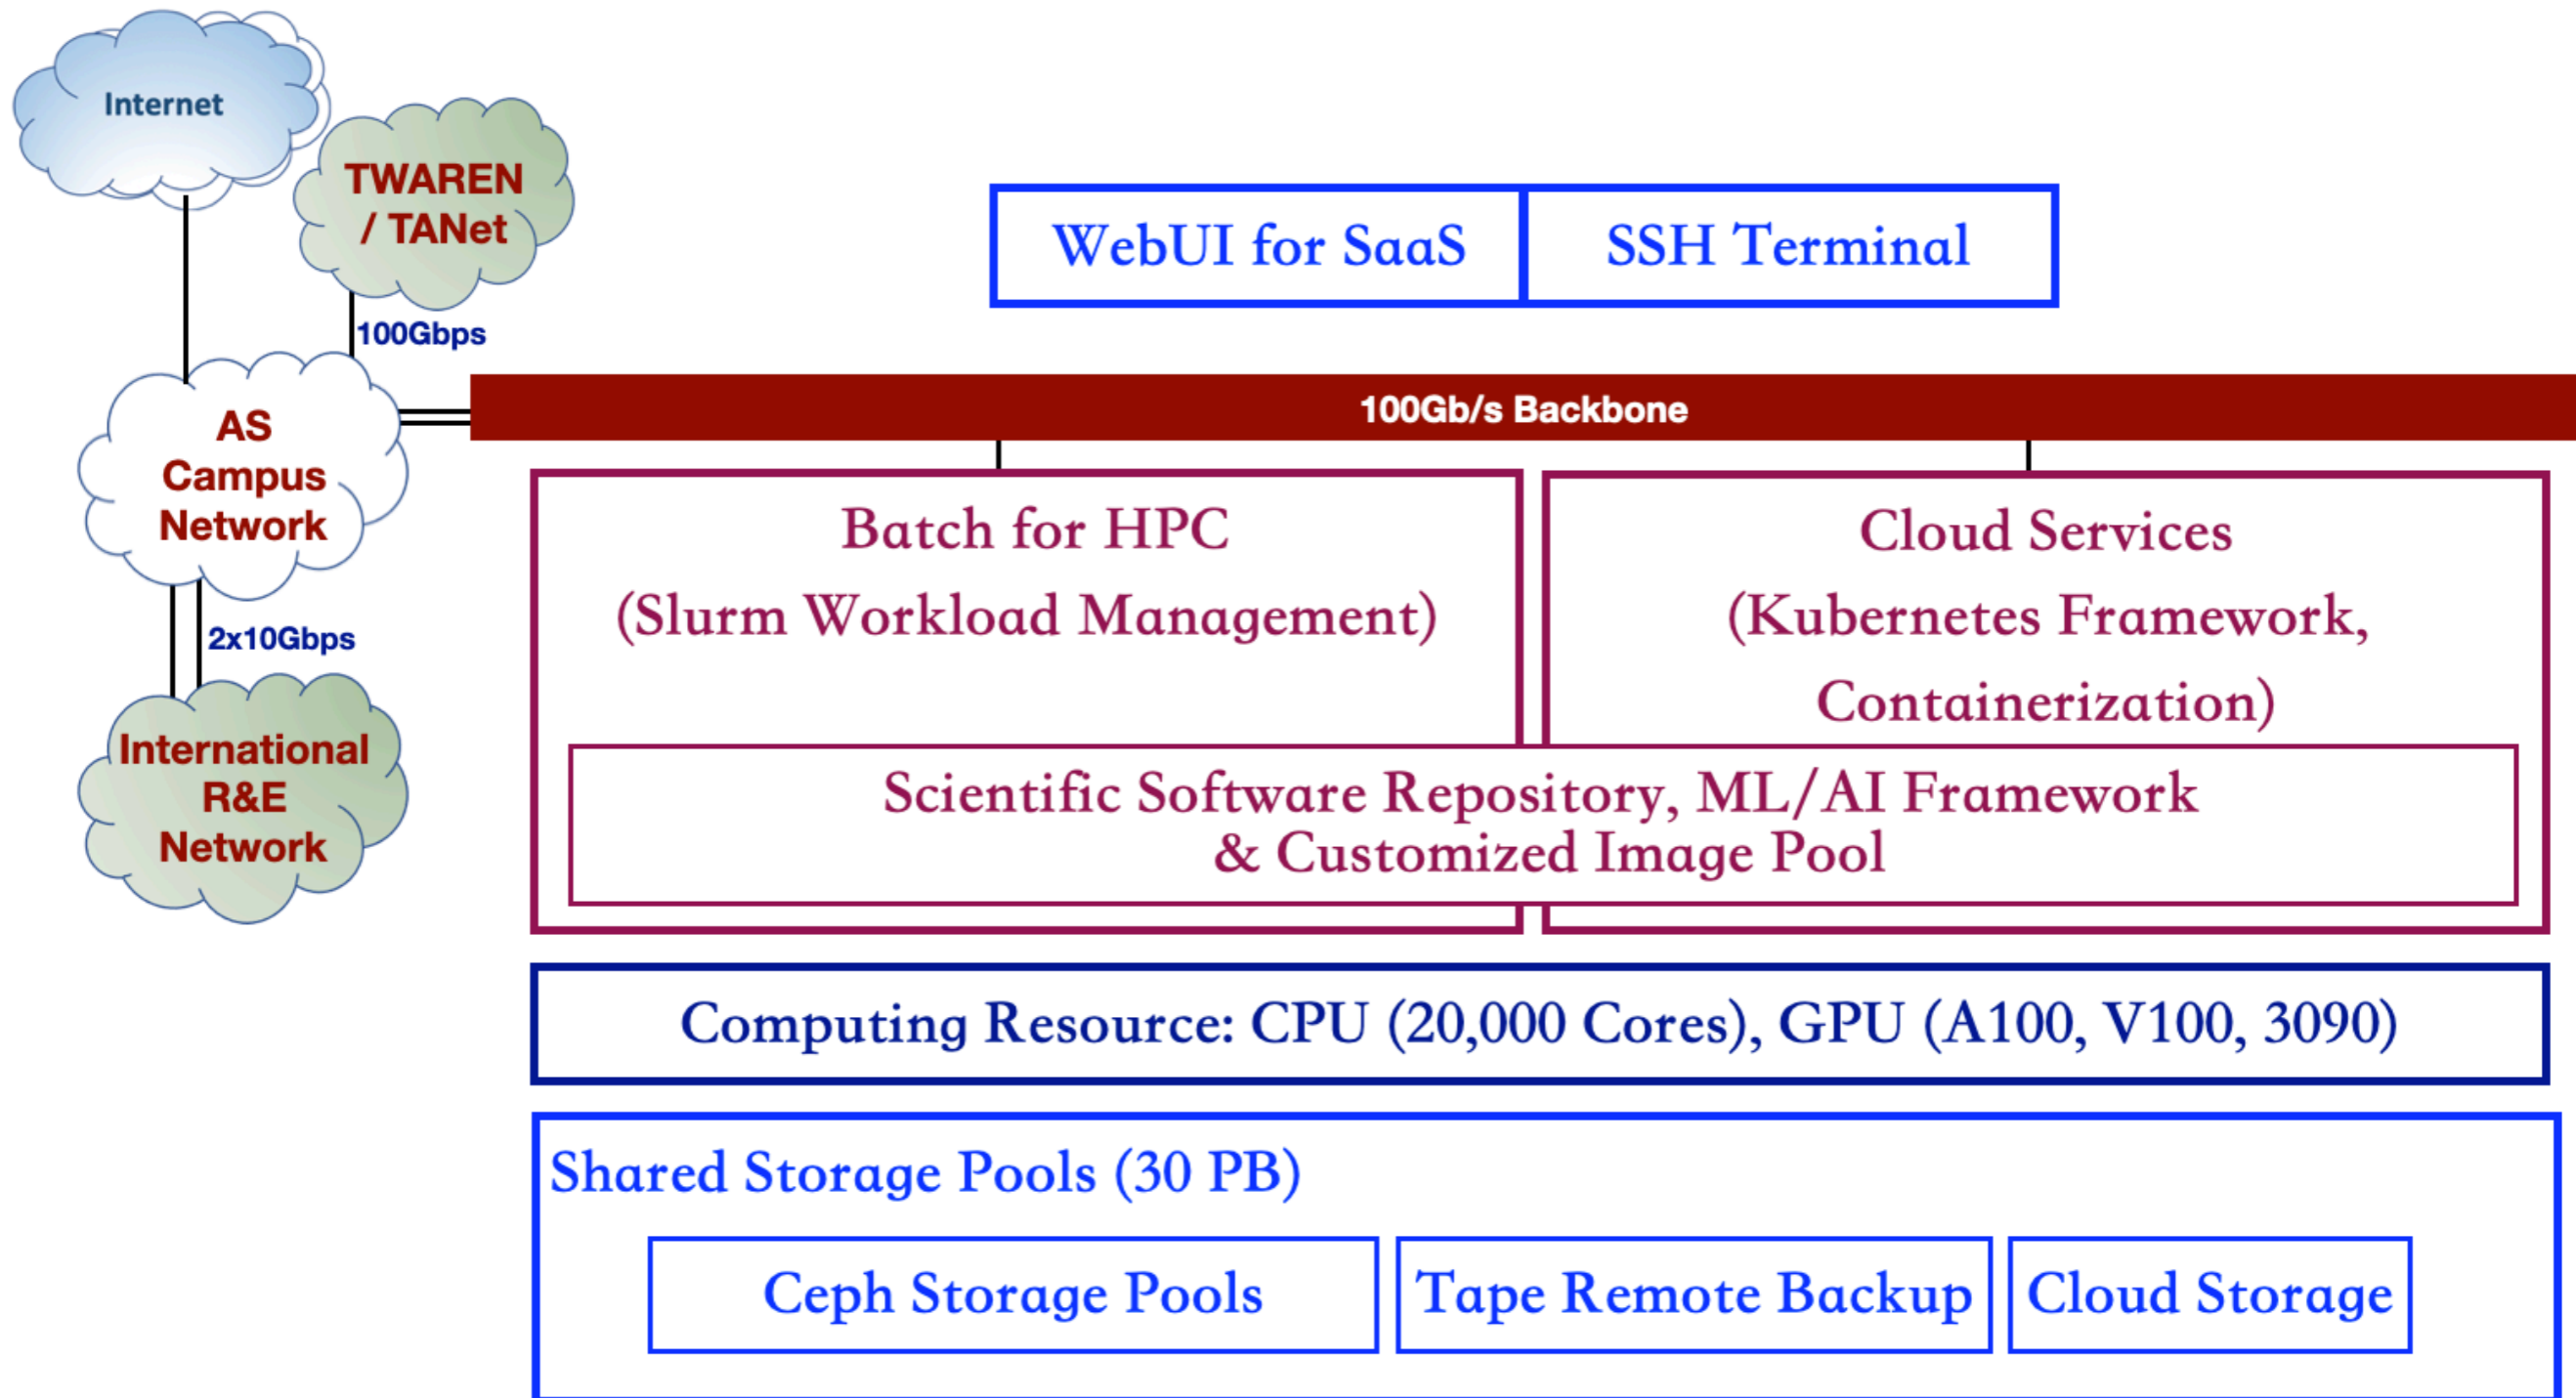 Internet
TWAREN
/ TANet
100Gbps
WebUI for SaaS
SSH Terminal
100Gb/s Backbone
AS
Campus
Network
2x10Gbps
International
R&E
Network
Batch for HPC
(Slurm Workload Management)
Cloud Services
(Kubernetes Framework,
Containerization)
Scientific Software Repository, ML/AI Framework
& Customized Image Pool
Computing Resource: CPU (20,000 Cores), GPU (A100, V100, 3090)
Shared Storage Pools (30 PB)
Ceph Storage Pools
Tape Remote Backup
Cloud Storage